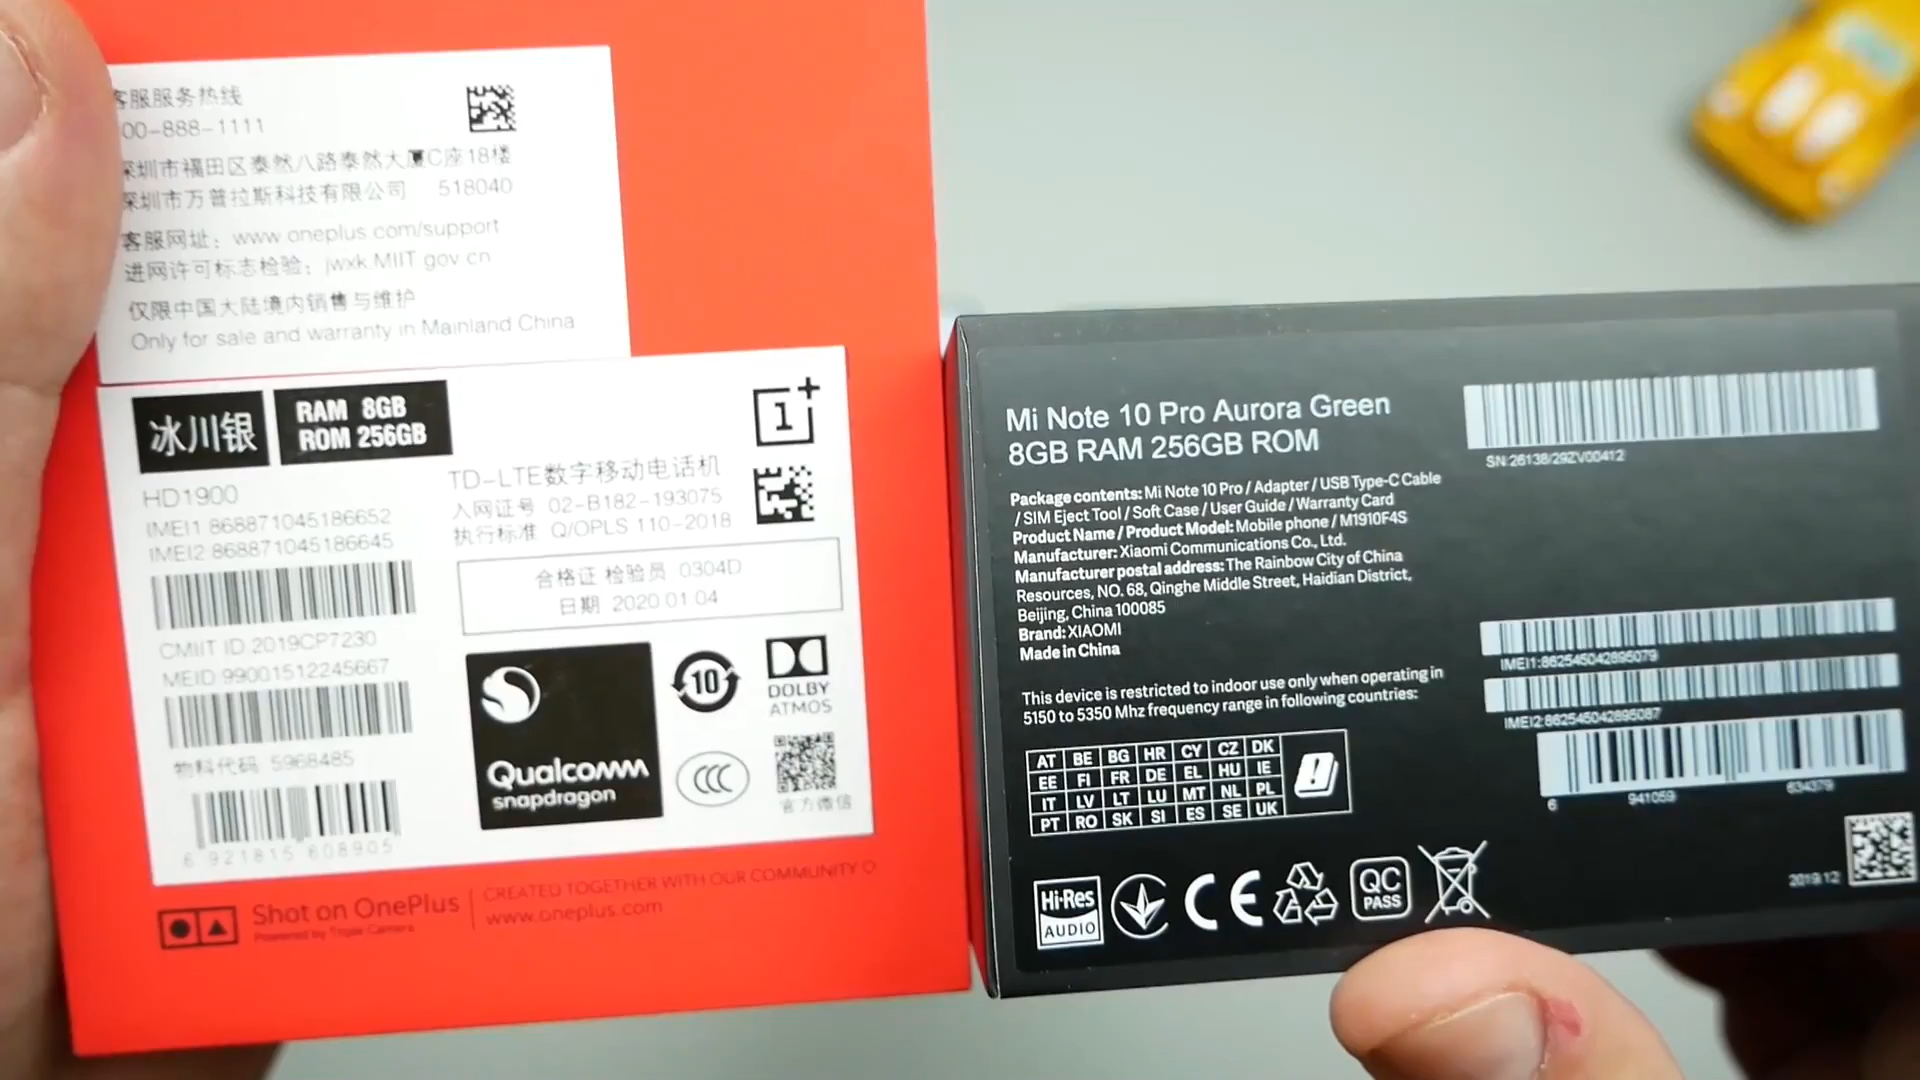 客服服务热线
00-888-1111
深圳市福田区泰然八路泰然大厦C座18楼
深圳市万普拉斯科技有限公司 518040
客服网址：www.oneplus.com/support
进网许可标志检验：jwxk.MIIT.gov.cn
仅限中国大陆境内销售与维护
Only for sale and warranty in Mainland China
冰川银
RAM 8GB
ROM 256GB
1+
HD1900
IMEI1 868871045186652
IMEI2 868871045186645
CMIIT ID 2019CP7230
MEID 99001512245667
物料代码 5968485
6 921815 608905
TD-LTE数字移动电话机
入网证号 02-B182-193075
执行标准 Q/OPLS 110-2018
合格证 检验员 0304D
日期 2020 01 04
Qualcomm
snapdragon
10
DOLBY
ATMOS
CCC
官方微信
Shot on OnePlus
Powered by Triple Camera
CREATED TOGETHER WITH OUR COMMUNITY
www.oneplus.com
Mi Note 10 Pro Aurora Green
8GB RAM 256GB ROM
Package contents: Mi Note 10 Pro / Adapter / USB Type-C Cable
/ SIM Eject Tool / Soft Case / User Guide / Warranty Card
Product Name / Product Model: Mobile phone / M1910F4S
Manufacturer: Xiaomi Communications Co., Ltd.
Manufacturer postal address: The Rainbow City of China
Resources, NO. 68, Qinghe Middle Street, Haidian District,
Beijing, China 100085
Brand: XIAOMI
Made in China
This device is restricted to indoor use only when operating in
5150 to 5350 Mhz frequency range in following countries:
AT BE BG HR CY CZ DK
EE FI FR DE EL HU IE
IT LV LT LU MT NL PL
PT RO SK SI ES SE UK
Hi-Res
AUDIO
CE
QC
PASS
SN:26138/29ZV00412
IMEI1:862545042895079
IMEI2:862545042895087
6 941059 634379
2019.12